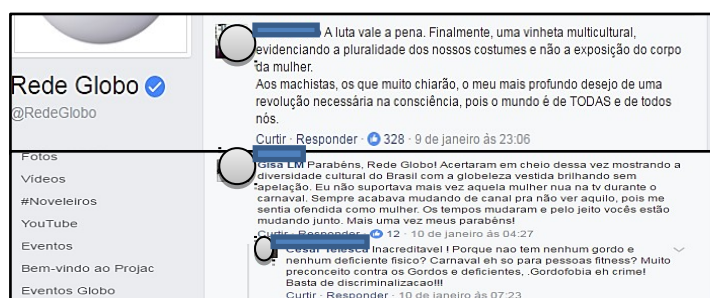 A luta vale a pena. Finalmente, uma vinheta multicultural,
evidenciando a pluralidade dos nossos costumes e não a exposição do corpo
da mulher.
Aos machistas, os que muito chiarão, o meu mais profundo desejo de uma
revolução necessária na consciência, pois o mundo é de TODAS e de todos
nós.
Curtir · Responder · 328 · 9 de janeiro às 23:06
Rede Globo
@RedeGlobo
Fotos
Vídeos
#Noveleiros
YouTube
Eventos
Bem-vindo ao Projac
Eventos Globo
Parabéns, Rede Globo! Acertaram em cheio dessa vez mostrando a
diversidade cultural do Brasil com a globeleza vestida brilhando sem
apelação. Eu não suportava mais vez aquela mulher nua na tv durante o
carnaval. Sempre acabava mudando de canal pra não ver aquilo, pois me
sentia ofendida como mulher. Os tempos mudaram e pelo jeito vocês estão
mudando junto. Mais uma vez meus parabéns!
Curtir · Responder · 12 · 10 de janeiro às 04:27
Inacreditavel ! Porque nao tem nenhum gordo e
nenhum deficiente fisico? Carnaval eh so para pessoas fitness? Muito
preconceito contra os Gordos e deficientes, .Gordofobia eh crime!
Basta de discriminalizacao!!!
Curtir · Responder · 10 de janeiro às 07:23